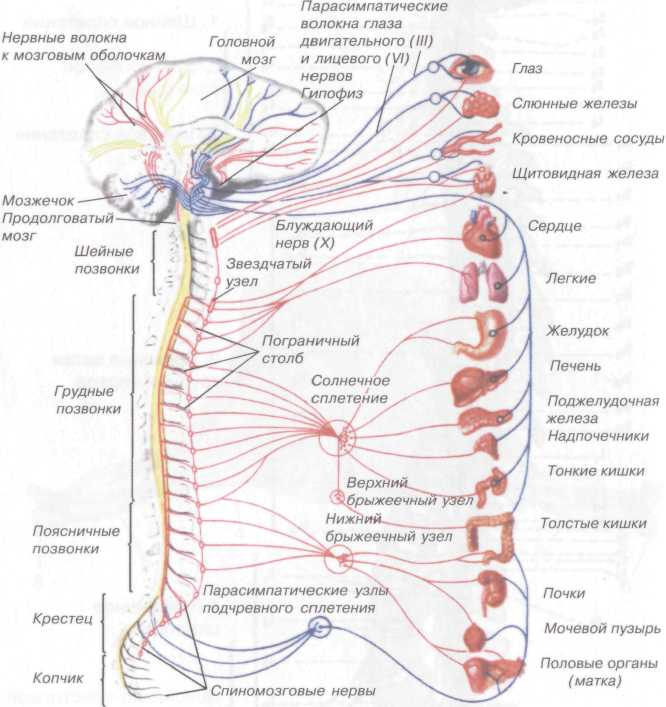 Парасимпатические
волокна глаза
двигательного (III)
и лицевого (VI)
нервов
Гипофиз
Нервные волокна
к мозговым оболочкам
Головной
мозг
Глаз
Слюнные железы
Кровеносные сосуды
Щитовидная железа
Мозжечок
Продолговатый
мозг
Блуждающий
нерв (X)
Сердце
Шейные
позвонки
Звездчатый
узел
Легкие
Пограничный
столб
Желудок
Грудные
позвонки
Солнечное
сплетение
Печень
Поджелудочная
железа
Надпочечники
Верхний
брыжеечный узел
Тонкие кишки
Нижний
брыжеечный узел
Толстые кишки
Поясничные
позвонки
Парасимпатические узлы
подчревного сплетения
Почки
Крестец
Мочевой пузырь
Копчик
Спиномозговые нервы
Половые органы
(матка)